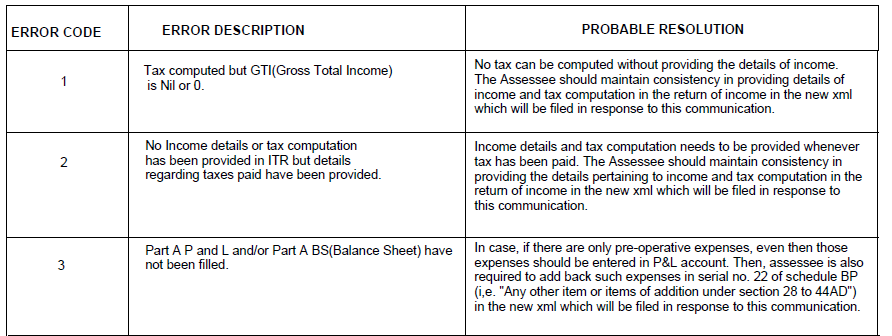 ERROR CODE
ERROR DESCRIPTION
PROBABLE RESOLUTION
1
Tax computed but GTI(Gross Total Income)
is Nil or 0.
No tax can be computed without providing the details of income.
The Assessee should maintain consistency in providing details of
income and tax computation in the return of income in the new xml
which will be filed in response to this communication.
2
No Income details or tax computation
has been provided in ITR but details
regarding taxes paid have been provided.
Income details and tax computation needs to be provided whenever
tax has been paid. The Assessee should maintain consistency in
providing the details pertaining to income and tax computation in the
return of income in the new xml which will be filed in response to
this communication.
3
Part A P and L and/or Part A BS(Balance Sheet) have
not been filled.
In case, if there are only pre-operative expenses, even then those
expenses should be entered in P&L account. Then, assessee is also
required to add back such expenses in serial no. 22 of schedule BP
(i,e. "Any other item or items of addition under section 28 to 44AD")
in the new xml which will be filed in response to this communication.